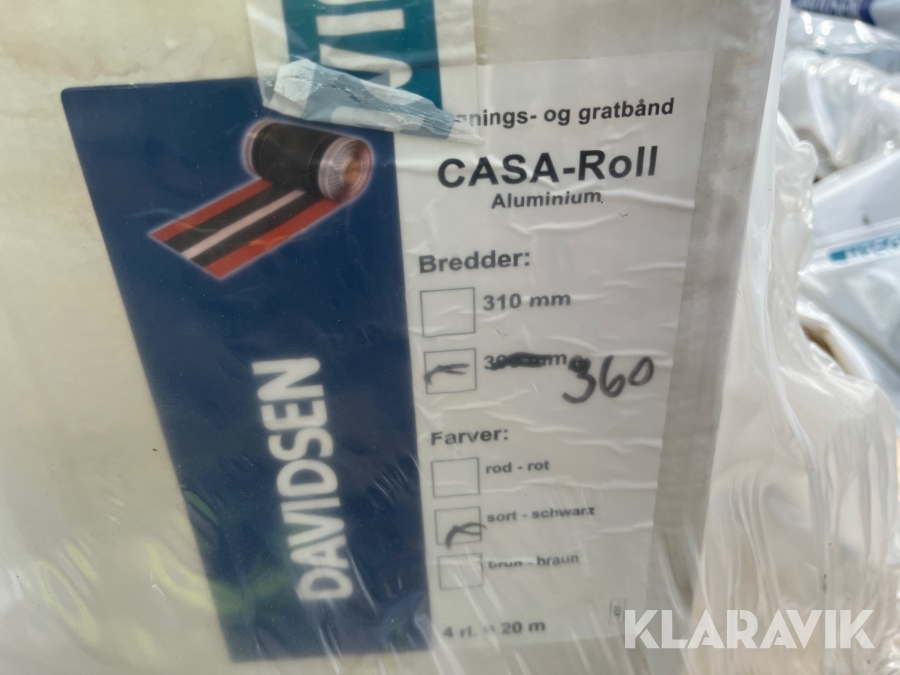 gnings- og gratbånd
CASA-Roll
Aluminium
Bredder:
310 mm
360
Farver:
rod - rot
sort - schwarz
brun - braun
4 rl. = 20 m
DAVIDSEN
KLARAVIK